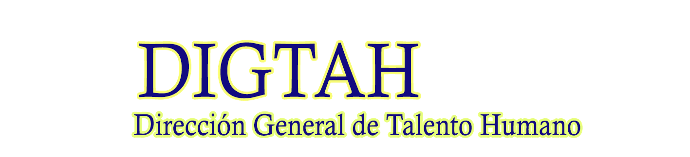 DIGTAH
Dirección General de Talento Humano